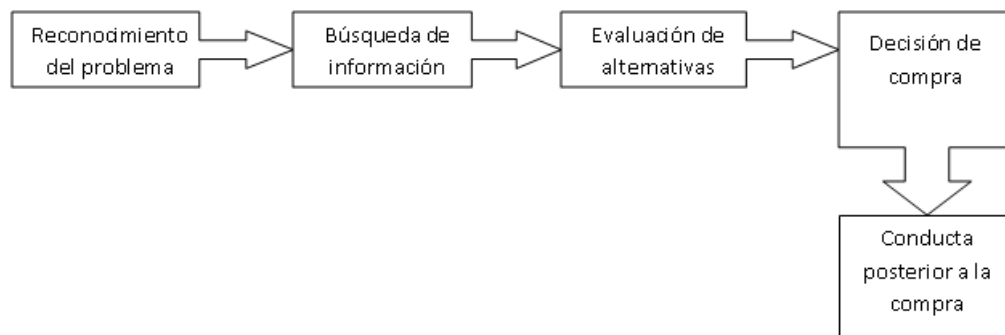 Reconocimiento
del problema
Búsqueda de
información
Evaluación de
alternativas
Decisión de
compra
Conducta
posterior a la
compra